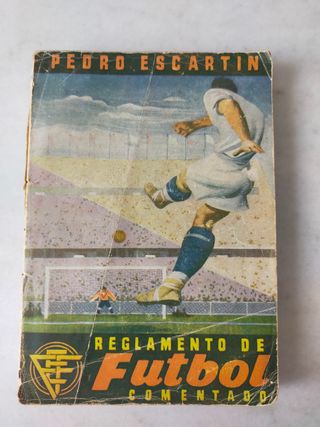 PEDRO ESCARTIN
REGLAMENTO DE
Futbol
COMENTADO